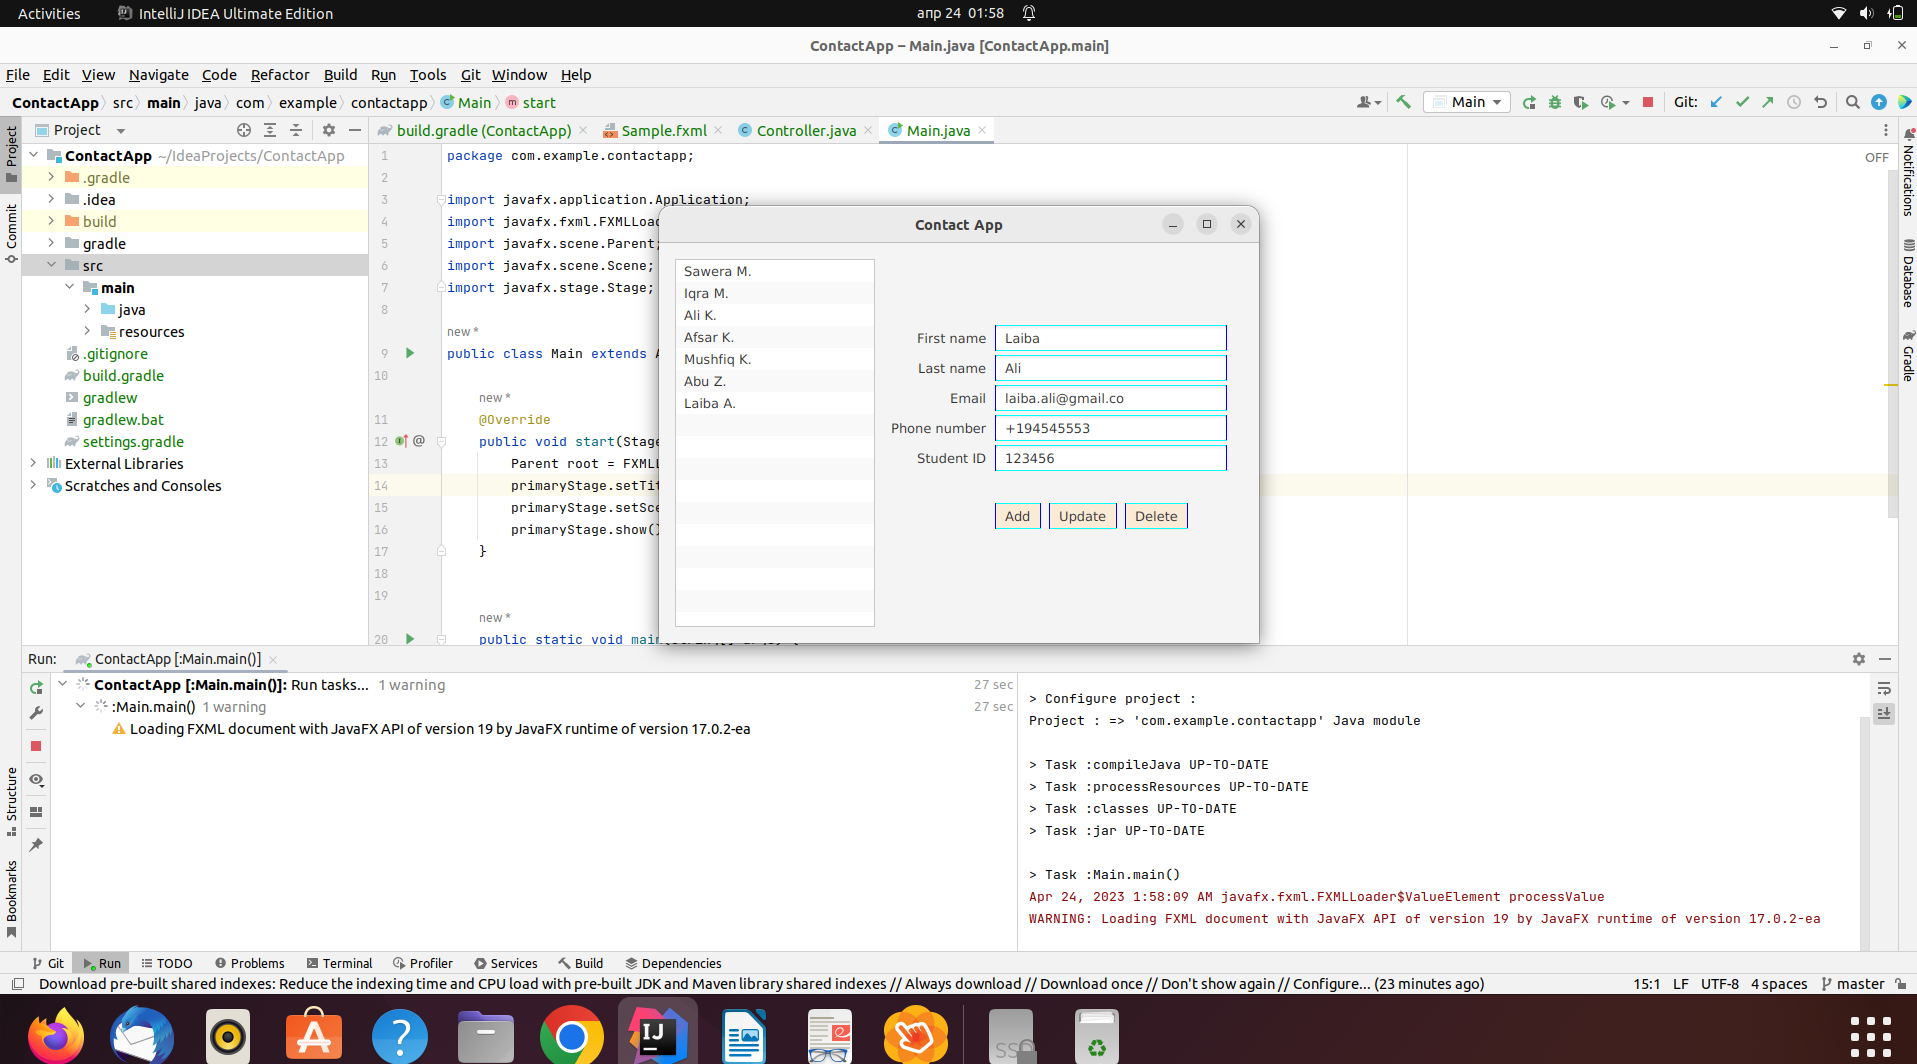 Activities IntelliJ IDEA Ultimate Edition апр 24 01:58
ContactApp – Main.java [ContactApp.main]
File Edit View Navigate Code Refactor Build Run Tools Git Window Help
ContactApp src main java com example contactapp Main start Main Git:
Project
build.gradle (ContactApp) Sample.fxml Controller.java Main.java
ContactApp ~/IdeaProjects/ContactApp
.gradle
.idea
build
gradle
src
main
java
resources
.gitignore
build.gradle
gradlew
gradlew.bat
settings.gradle
External Libraries
Scratches and Consoles
Project
Commit
Structure
Bookmarks
OFF
1 package com.example.contactapp;
2
3 import javafx.application.Application;
4 import javafx.fxml.FXMLLoa
5 import javafx.scene.Parent;
6 import javafx.scene.Scene;
7 import javafx.stage.Stage;
8
new *
9 public class Main extends A
10
new *
11 @Override
12 @ public void start(Stage
13 Parent root = FXMLL
14 primaryStage.setTit
15 primaryStage.setSce
16 primaryStage.show()
17 }
18
19
new *
20 public static void main(String[] args) {
Contact App
Sawera M.
Iqra M.
Ali K.
Afsar K.
Mushfiq K.
Abu Z.
Laiba A.
First name Laiba
Last name Ali
Email laiba.ali@gmail.co
Phone number +194545553
Student ID 123456
Add Update Delete
Notifications
Database
Gradle
Run: ContactApp [:Main.main()]
ContactApp [:Main.main()]: Run tasks... 1 warning 27 sec
:Main.main() 1 warning 27 sec
Loading FXML document with JavaFX API of version 19 by JavaFX runtime of version 17.0.2-ea
> Configure project :
Project : => 'com.example.contactapp' Java module
> Task :compileJava UP-TO-DATE
> Task :processResources UP-TO-DATE
> Task :classes UP-TO-DATE
> Task :jar UP-TO-DATE
> Task :Main.main()
Apr 24, 2023 1:58:09 AM javafx.fxml.FXMLLoader$ValueElement processValue
WARNING: Loading FXML document with JavaFX API of version 19 by JavaFX runtime of version 17.0.2-ea
Git Run TODO Problems Terminal Profiler Services Build Dependencies
Download pre-built shared indexes: Reduce the indexing time and CPU load with pre-built JDK and Maven library shared indexes // Always download // Download once // Don't show again // Configure... (23 minutes ago) 15:1 LF UTF-8 4 spaces master
IJ
SSD